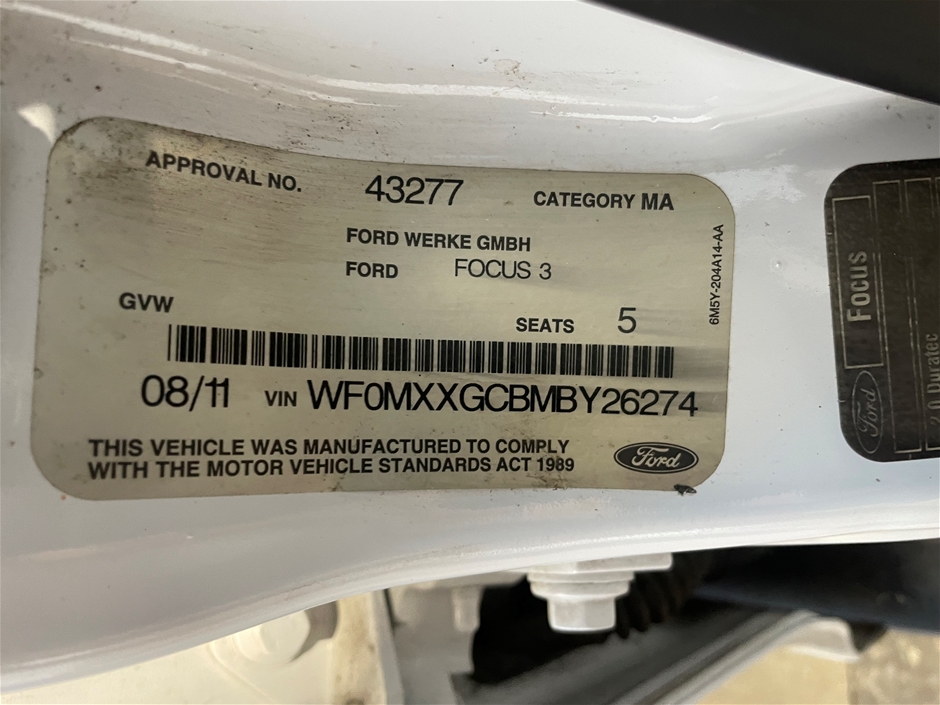 APPROVAL NO. 43277 CATEGORY MA
FORD WERKE GMBH
FORD FOCUS 3
GVW
SEATS 5
08/11 VIN WF0MXXGCBMBY26274
THIS VEHICLE WAS MANUFACTURED TO COMPLY
WITH THE MOTOR VEHICLE STANDARDS ACT 1989
Ford
6M5Y-204A14-AA
Ford Focus
2.0 Duratec